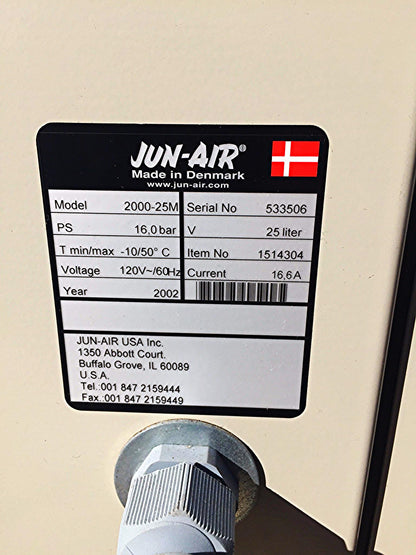 JUN-AIR®
Made in Denmark
www.jun-air.com
Model 2000-25M Serial No 533506
PS 16,0 bar V 25 liter
T min/max -10/50° C Item No 1514304
Voltage 120V~/60Hz Current 16,6 A
Year 2002
JUN-AIR USA Inc.
1350 Abbott Court.
Buffalo Grove, IL 60089
U.S.A.
Tel.:001 847 2159444
Fax.:001 847 2159449